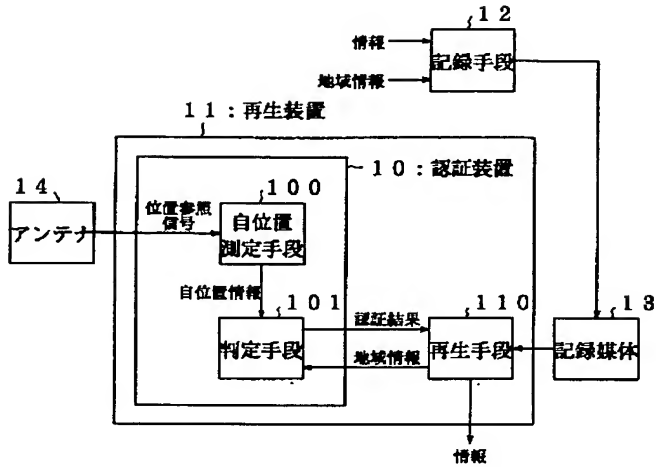 12
情報
記録手段
地域情報
11:再生装置
10:認証装置
14
アンテナ
位置参照
信号
100
自位置
測定手段
自位置情報
101
判定手段
認証結果
地域情報
110
再生手段
13
記録媒体
情報